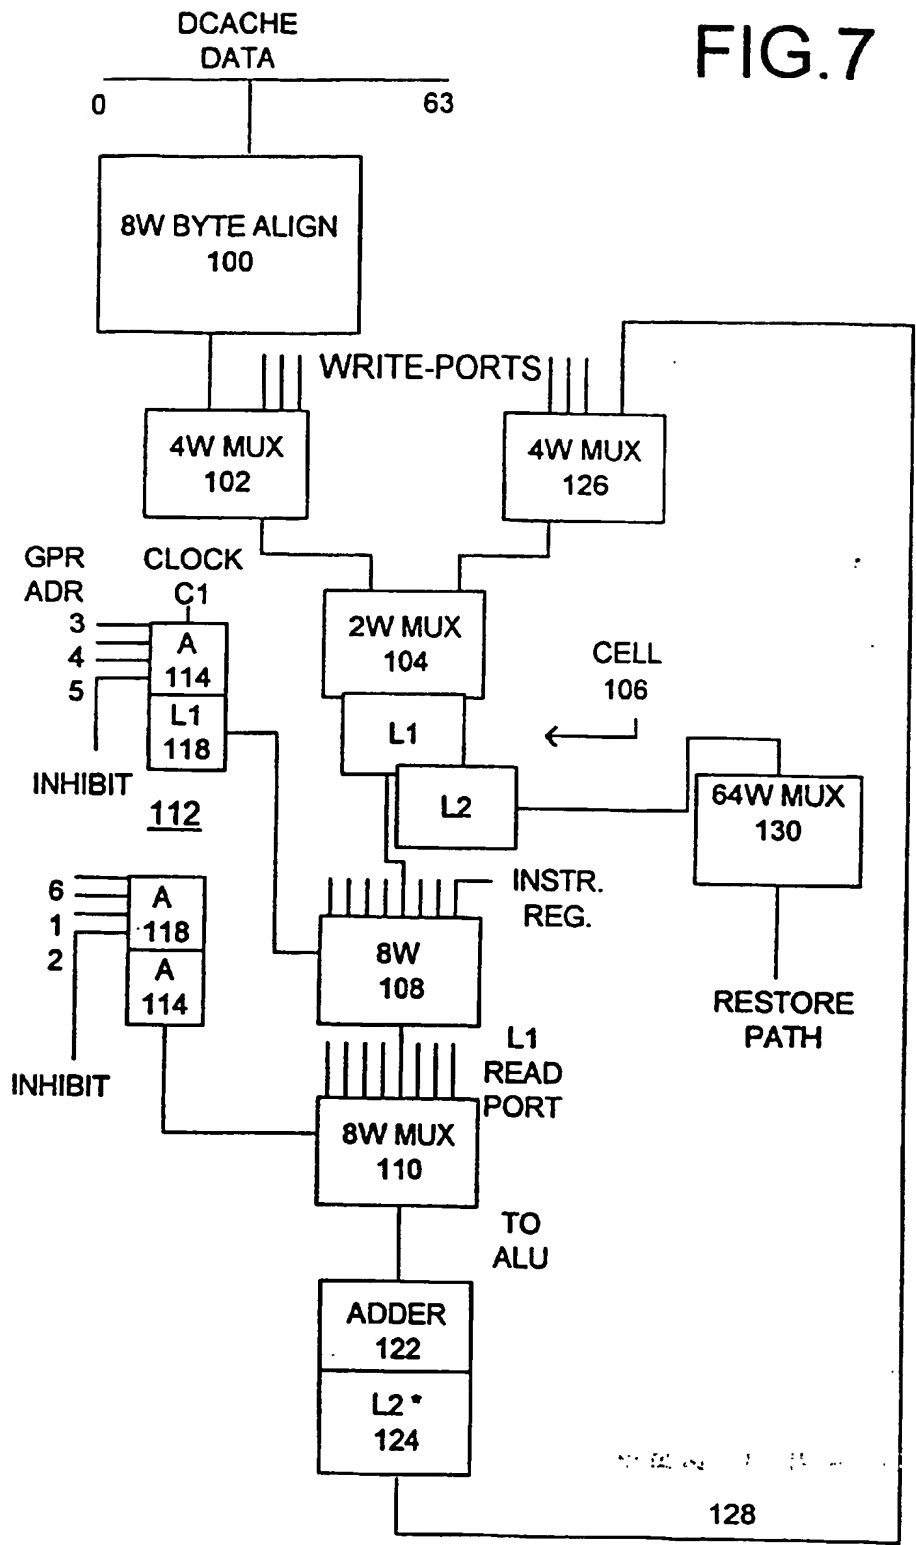 DCACHE
DATA
FIG.7
0
63
8W BYTE ALIGN
100
WRITE-PORTS
4W MUX
102
4W MUX
126
GPR
ADR
CLOCK
C1
3
4
5
A
114
L1
118
INHIBIT
112
2W MUX
104
L1
L2
CELL
106
64W MUX
130
RESTORE
PATH
6
1
2
A
118
A
114
INHIBIT
INSTR.
REG.
8W
108
L1
READ
PORT
8W MUX
110
TO
ALU
ADDER
122
L2 *
124
128